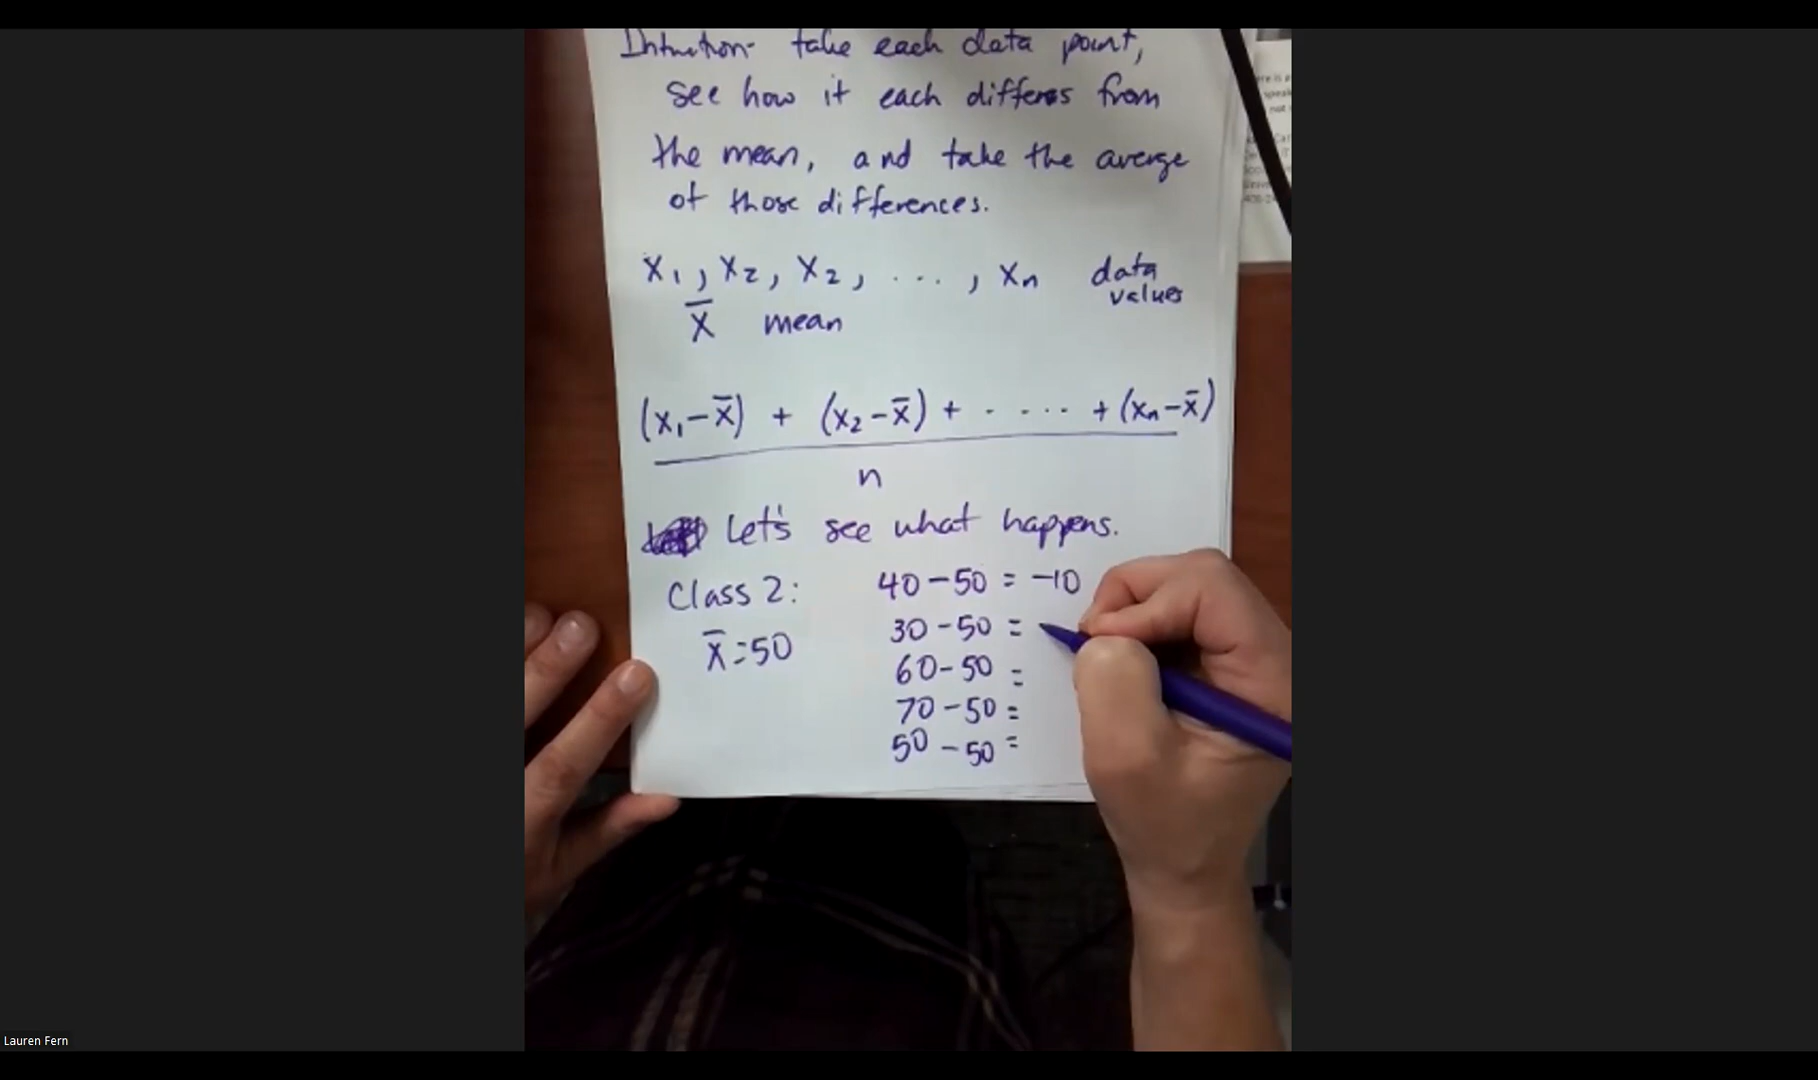 Intuition- take each data point,
see how it each differs from
the mean, and take the averge
of those differences.
x₁, x₂, x₂, ..., xn data values
x̄ mean
(x₁-x̄) + (x₂-x̄) + ..... + (xn-x̄)
n
Let's see what happens.
Class 2: 40-50 = -10
x̄=50 30-50 =
60-50 =
70-50 =
50-50 =
Lauren Fern